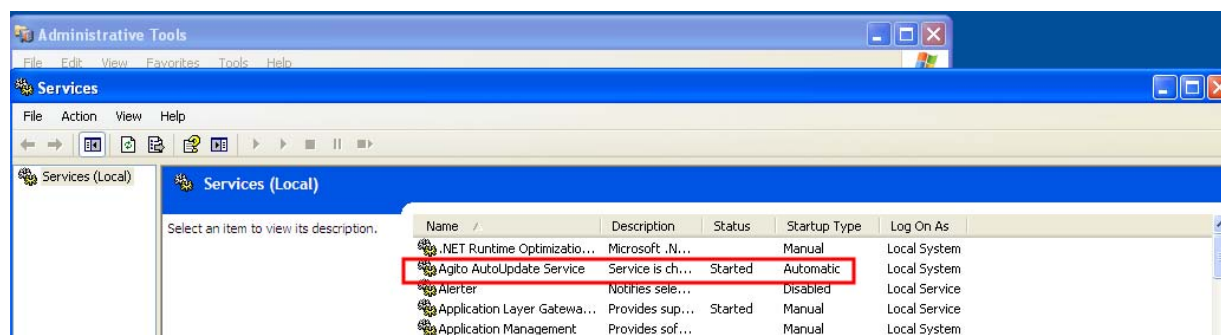 Administrative Tools
File Edit View Favorites Tools Help
Services
File Action View Help
Services (Local)
Services (Local)
Select an item to view its description.
Name Description Status Startup Type Log On As
.NET Runtime Optimizatio... Microsoft .N... Manual Local System
Agito AutoUpdate Service Service is ch... Started Automatic Local System
Alerter Notifies sele... Disabled Local Service
Application Layer Gatewa... Provides sup... Started Manual Local Service
Application Management Provides sof... Manual Local System